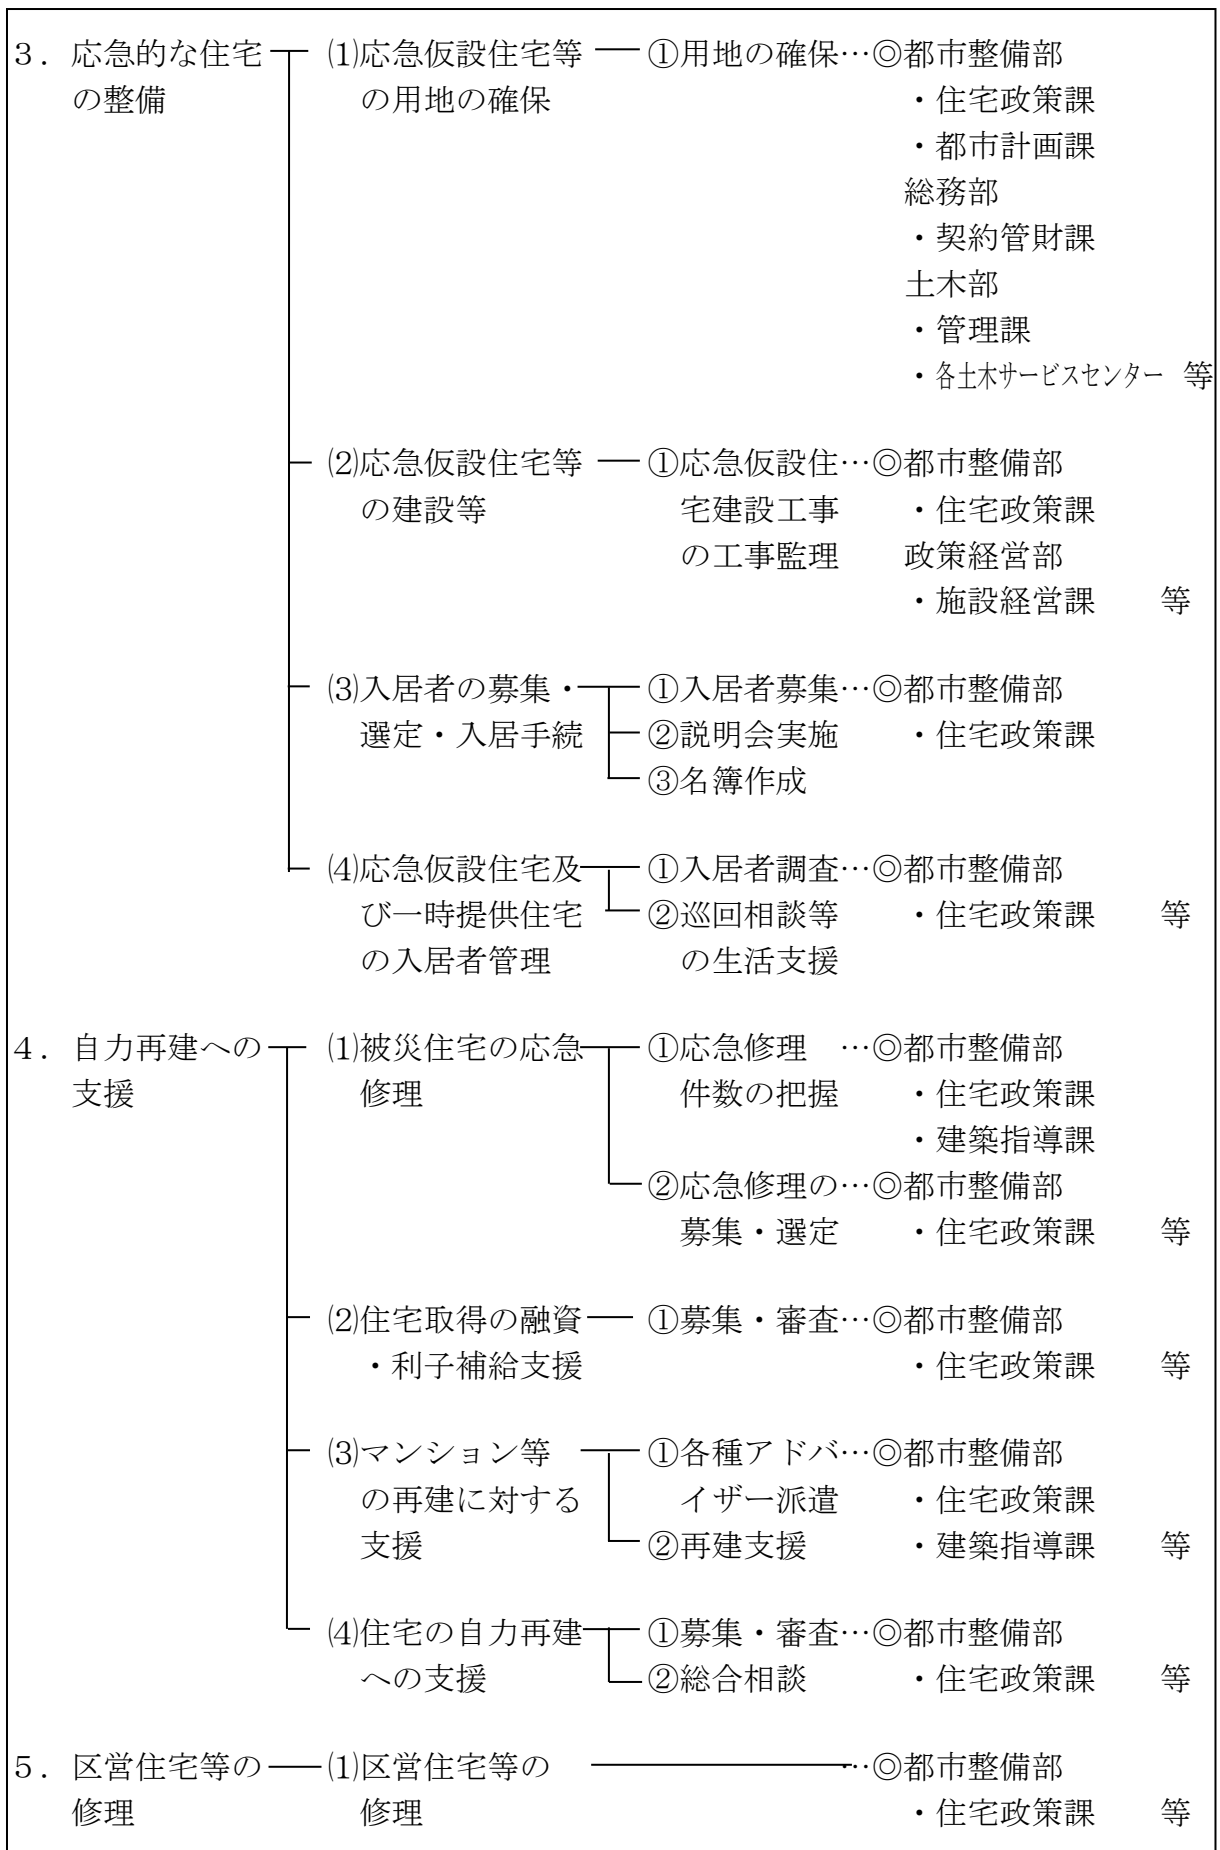 ３．応急的な住宅 ⑴応急仮設住宅等 ①用地の確保…◎都市整備部
の整備 の用地の確保 ・住宅政策課
・都市計画課
総務部
・契約管財課
土木部
・管理課
・各土木サービスセンター 等
⑵応急仮設住宅等 ①応急仮設住…◎都市整備部
の建設等 宅建設工事 ・住宅政策課
の工事監理 政策経営部
・施設経営課 等
⑶入居者の募集・ ①入居者募集…◎都市整備部
選定・入居手続 ②説明会実施 ・住宅政策課
③名簿作成
⑷応急仮設住宅及 ①入居者調査…◎都市整備部
び一時提供住宅 ②巡回相談等 ・住宅政策課 等
の入居者管理 の生活支援
４．自力再建への ⑴被災住宅の応急 ①応急修理 …◎都市整備部
支援 修理 件数の把握 ・住宅政策課
・建築指導課
②応急修理の…◎都市整備部
募集・選定 ・住宅政策課 等
⑵住宅取得の融資 ①募集・審査…◎都市整備部
・利子補給支援 ・住宅政策課 等
⑶マンション等 ①各種アドバ…◎都市整備部
の再建に対する イザー派遣 ・住宅政策課
支援 ②再建支援 ・建築指導課 等
⑷住宅の自力再建 ①募集・審査…◎都市整備部
への支援 ②総合相談 ・住宅政策課 等
５．区営住宅等の ⑴区営住宅等の …◎都市整備部
修理 修理 ・住宅政策課 等